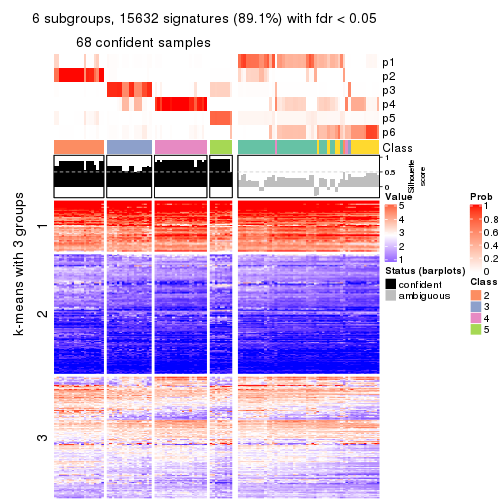 6 subgroups, 15632 signatures (89.1%) with fdr < 0.05
68 confident samples
p1
p2
p3
p4
p5
p6
Class
1
0.5
0
Silhouette
score
k-means with 3 groups
1
2
3
Value
5
4
3
2
1
Status (barplots)
confident
ambiguous
Prob
1
0.8
0.6
0.4
0.2
0
Class
2
3
4
5